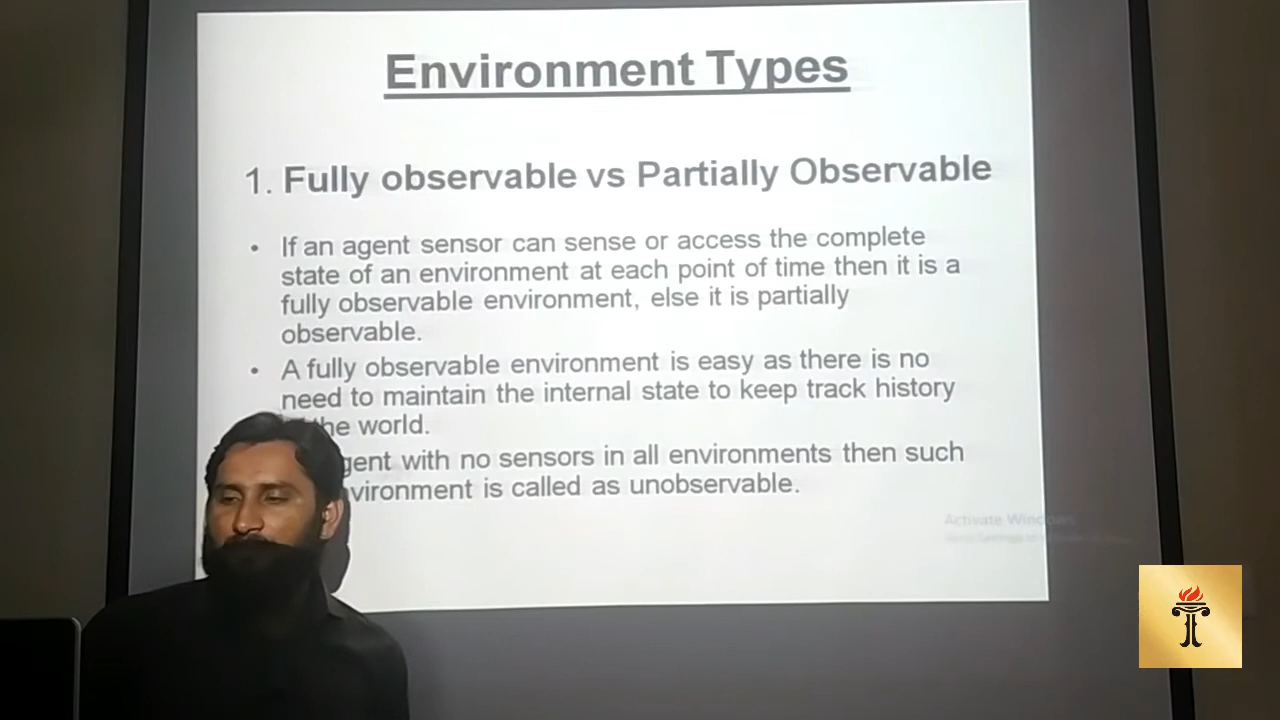 Environment Types
1. Fully observable vs Partially Observable
• If an agent sensor can sense or access the complete
state of an environment at each point of time then it is a
fully observable environment, else it is partially
observable.
• A fully observable environment is easy as there is no
need to maintain the internal state to keep track history
the world.
gent with no sensors in all environments then such
vironment is called as unobservable.
Activate Windows